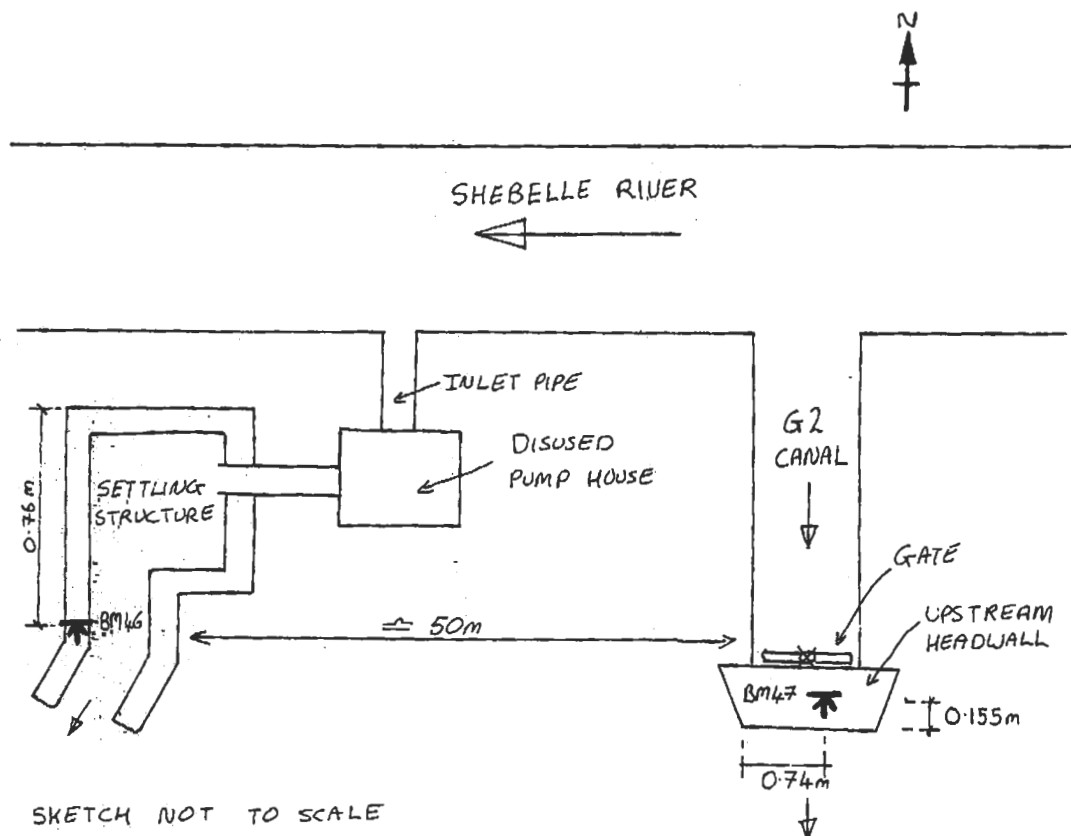 N
SHEBELLE RIVER
INLET PIPE
DISUSED
PUMP HOUSE
G2
CANAL
SETTLING
STRUCTURE
0.76m
BM46
≃ 50m
GATE
UPSTREAM
HEADWALL
BM47
0.155m
0.74m
SKETCH NOT TO SCALE